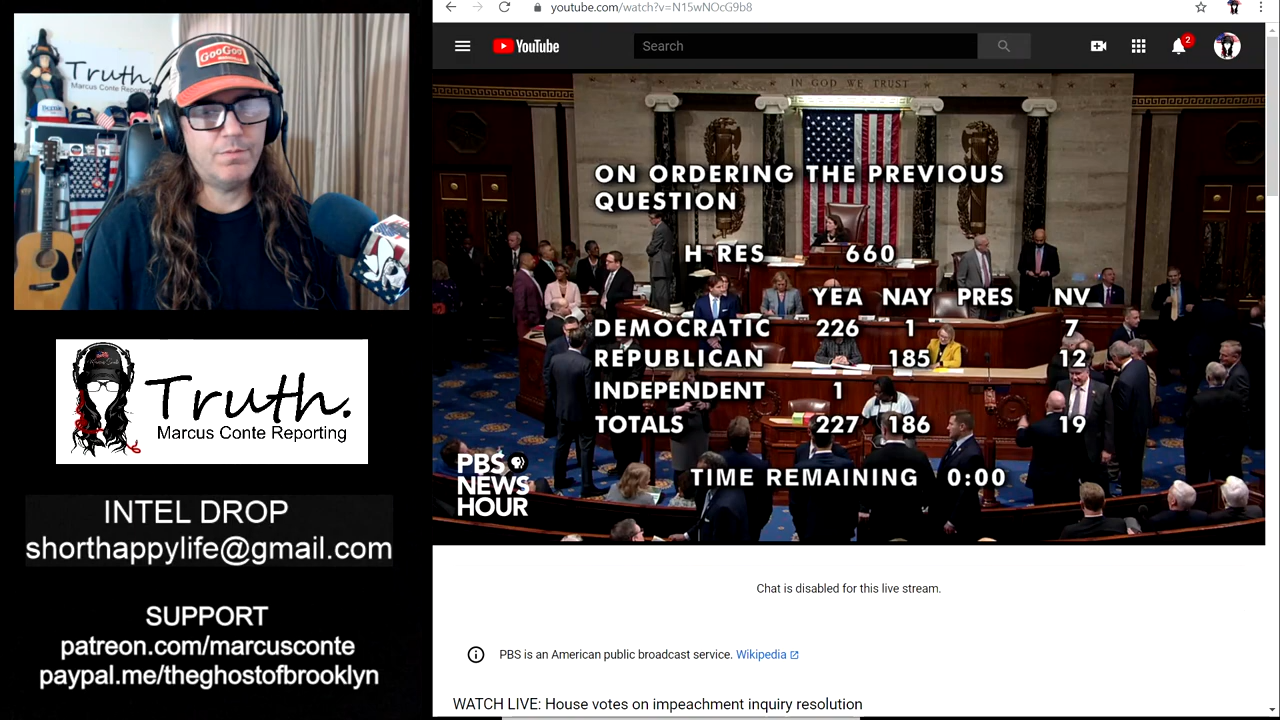 GOOGOO
Truth.
Marcus Conte Reporting
Truth.
Marcus Conte Reporting
INTEL DROP
shorthappylife@gmail.com
SUPPORT
patreon.com/marcusconte
paypal.me/theghostofbrooklyn
youtube.com/watch?v=N15wNOcG9b8
YouTube
Search
2
IN GOD WE TRUST
ON ORDERING THE PREVIOUS
QUESTION
H RES 660
YEA NAY PRES NV
DEMOCRATIC 226 1 7
REPUBLICAN 185 12
INDEPENDENT 1
TOTALS 227 186 19
TIME REMAINING 0:00
PBS
NEWS
HOUR
Chat is disabled for this live stream.
PBS is an American public broadcast service. Wikipedia
WATCH LIVE: House votes on impeachment inquiry resolution